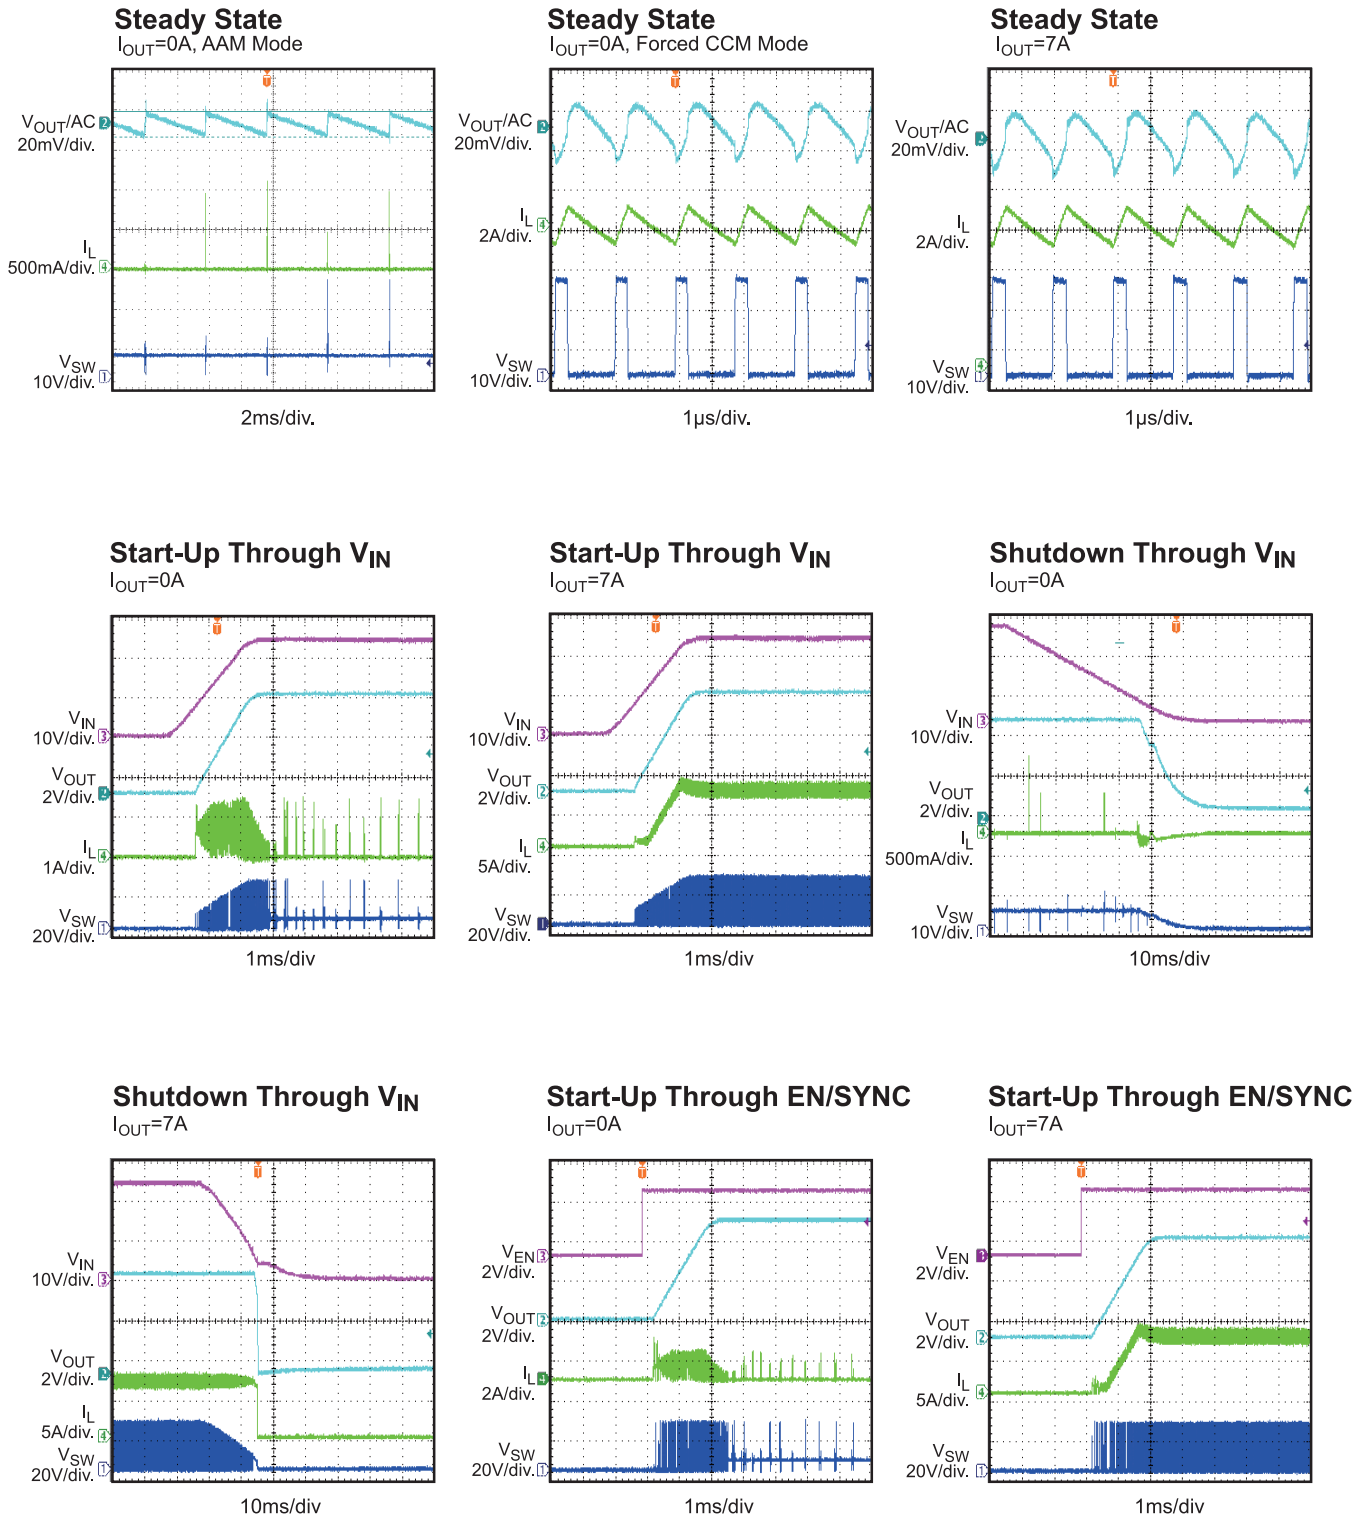 Steady State
IOUT=0A, AAM Mode
VOUT/AC
20mV/div.
IL
500mA/div.
VSW
10V/div.
2ms/div.
Steady State
IOUT=0A, Forced CCM Mode
VOUT/AC
20mV/div.
IL
2A/div.
VSW
10V/div.
1µs/div.
Steady State
IOUT=7A
VOUT/AC
20mV/div.
IL
2A/div.
VSW
10V/div.
1µs/div.
Start-Up Through VIN
IOUT=0A
VIN
10V/div.
VOUT
2V/div.
IL
1A/div.
VSW
20V/div.
1ms/div
Start-Up Through VIN
IOUT=7A
VIN
10V/div.
VOUT
2V/div.
IL
5A/div.
VSW
20V/div.
1ms/div
Shutdown Through VIN
IOUT=0A
VIN
10V/div.
VOUT
2V/div.
IL
500mA/div.
VSW
10V/div.
10ms/div
Shutdown Through VIN
IOUT=7A
VIN
10V/div.
VOUT
2V/div.
IL
5A/div.
VSW
20V/div.
10ms/div
Start-Up Through EN/SYNC
IOUT=0A
VEN
2V/div.
VOUT
2V/div.
IL
2A/div.
VSW
20V/div.
1ms/div
Start-Up Through EN/SYNC
IOUT=7A
VEN
2V/div.
VOUT
2V/div.
IL
5A/div.
VSW
20V/div.
1ms/div